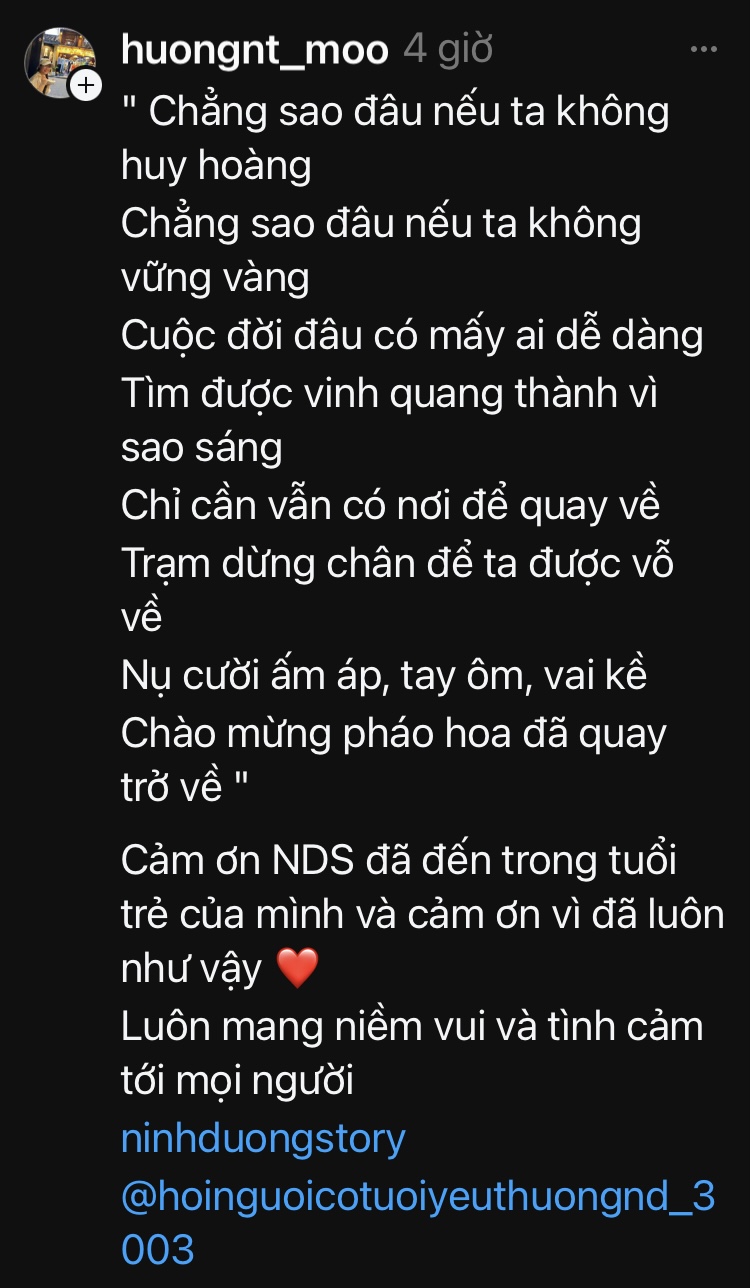 huongnt_moo 4 giờ
" Chẳng sao đâu nếu ta không
huy hoàng
Chẳng sao đâu nếu ta không
vững vàng
Cuộc đời đâu có mấy ai dễ dàng
Tìm được vinh quang thành vì
sao sáng
Chỉ cần vẫn có nơi để quay về
Trạm dừng chân để ta được vỗ
về
Nụ cười ấm áp, tay ôm, vai kề
Chào mừng pháo hoa đã quay
trở về "
Cảm ơn NDS đã đến trong tuổi
trẻ của mình và cảm ơn vì đã luôn
như vậy ❤️
Luôn mang niềm vui và tình cảm
tới mọi người
ninhduongstory
@hoinguoicotuoiyeuthuongnd_3
003